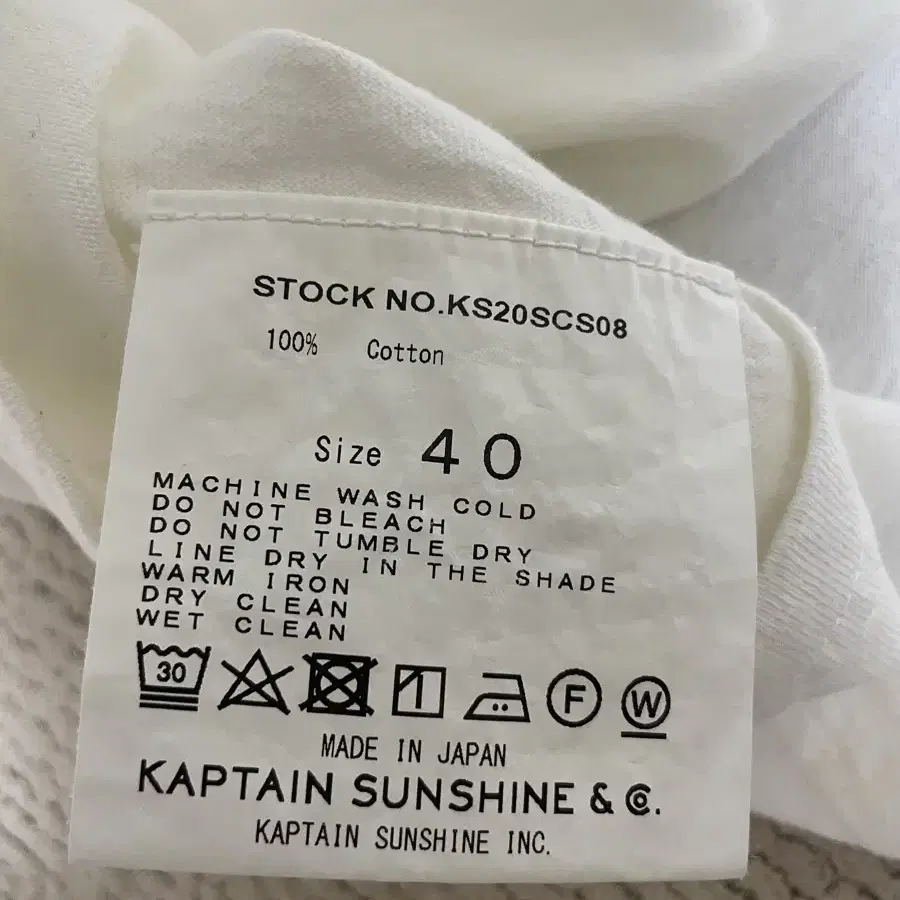 STOCK NO.KS20SCS08
100% Cotton
Size 40
MACHINE WASH COLD
DO NOT BLEACH
DO NOT TUMBLE DRY
LINE DRY IN THE SHADE
WARM IRON
DRY CLEAN
WET CLEAN
30 F W
MADE IN JAPAN
KAPTAIN SUNSHINE & Co.
KAPTAIN SUNSHINE INC.